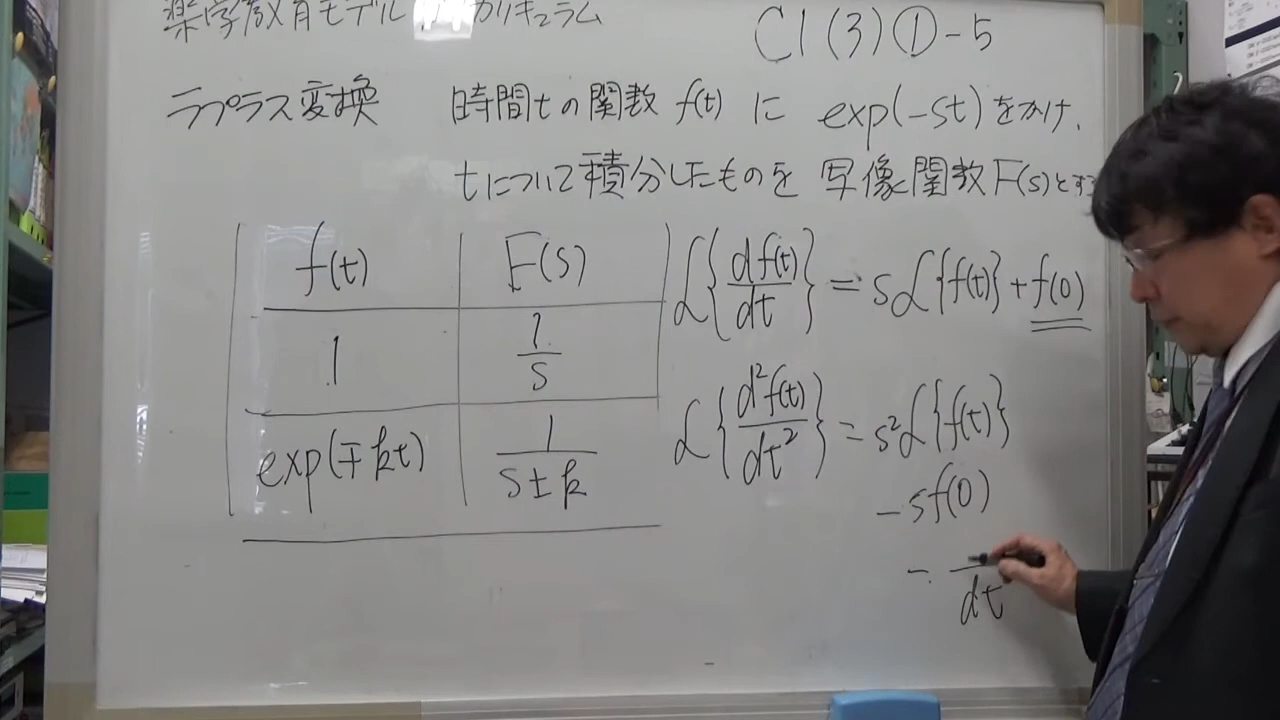 薬学教育モデル コアカリキュラム
C1(3)①-5
ラプラス変換 時間tの関数 f(t) に exp(-st)をかけ、
tについて積分したものを 写像関数F(s)とす
f(t) F(s)
1 1/s
exp(∓kt) 1/(s±k)
ℒ{df(t)/dt} = sℒ{f(t)} + f(0)
ℒ{d²f(t)/dt²} = s²ℒ{f(t)}
- sf(0)
- /dt